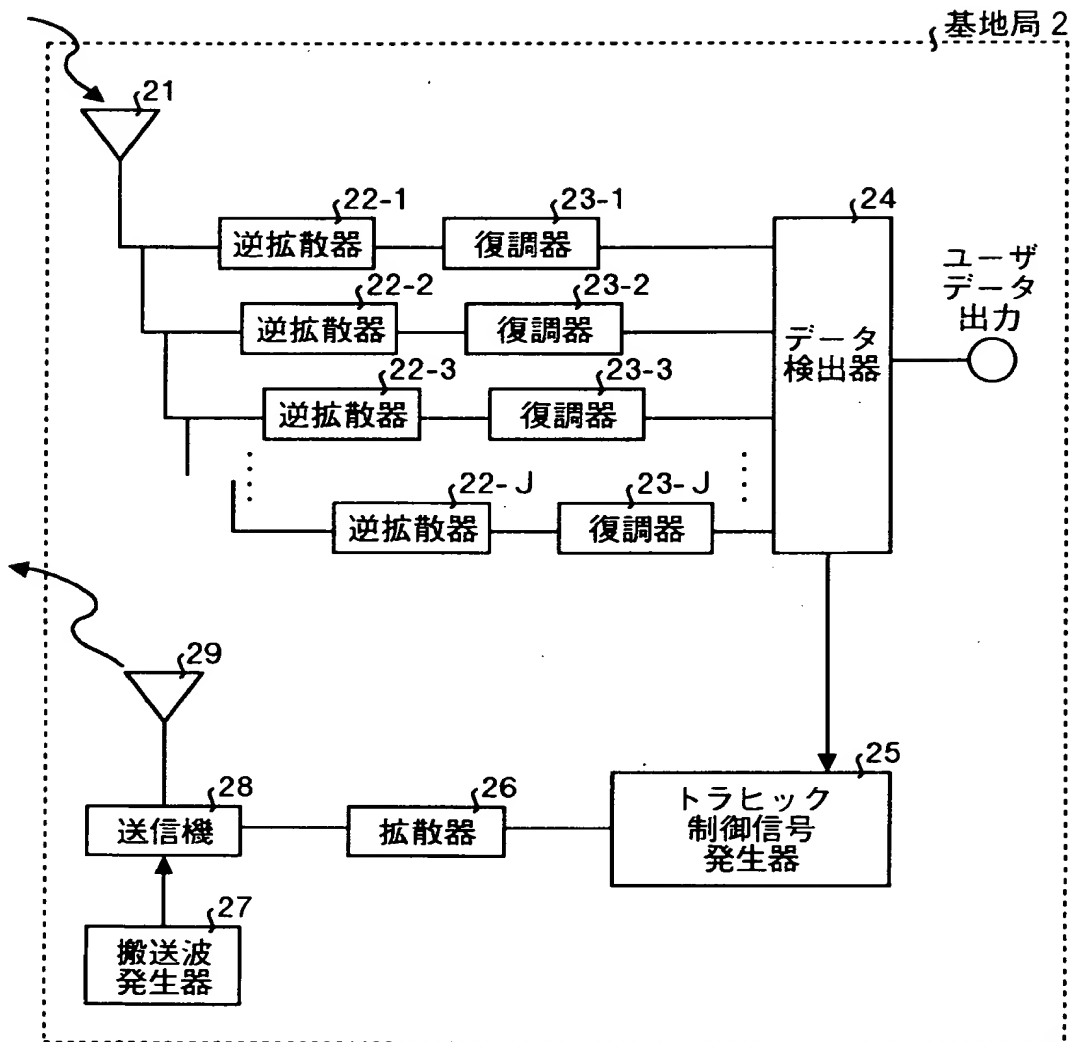 基地局 2
21
22-1
23-1
24
逆拡散器
復調器
22-2
23-2
逆拡散器
復調器
ユーザ
データ
出力
データ
検出器
22-3
23-3
逆拡散器
復調器
22-J
23-J
逆拡散器
復調器
29
25
トラヒック
制御信号
発生器
28
26
送信機
拡散器
27
搬送波
発生器